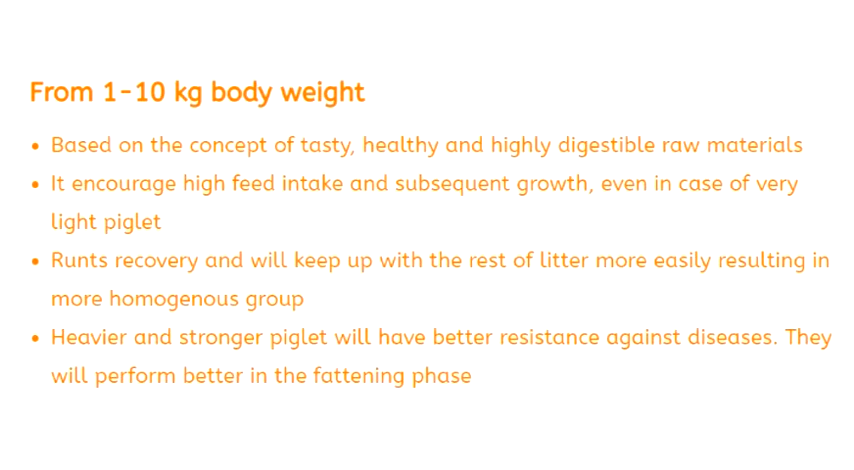 From 1-10 kg body weight
• Based on the concept of tasty, healthy and highly digestible raw materials
• It encourage high feed intake and subsequent growth, even in case of very
light piglet
• Runts recovery and will keep up with the rest of litter more easily resulting in
more homogenous group
• Heavier and stronger piglet will have better resistance against diseases. They
will perform better in the fattening phase